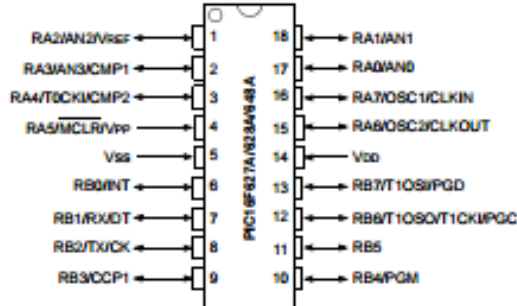 RA2/AN2/VREF 1 18 RA1/AN1
RA3/AN3/CMP1 2 17 RA0/AN0
RA4/T0CKI/CMP2 3 16 RA7/OSC1/CLKIN
RA5/MCLR/VPP 4 15 RA6/OSC2/CLKOUT
VSS 5 14 VDD
RB0/INT 6 13 RB7/T1OSI/PGD
RB1/RX/DT 7 12 RB6/T1OSO/T1CKI/PGC
RB2/TX/CK 8 11 RB5
RB3/CCP1 9 10 RB4/PGM
PIC16F627A/628A/648A